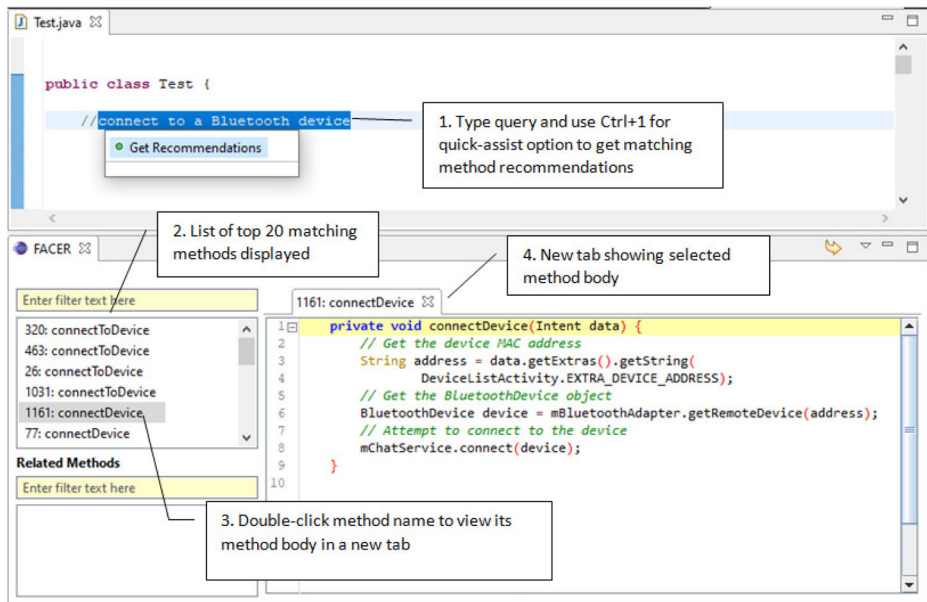 Test.java
public class Test {
//connect to a Bluetooth device
Get Recommendations
1. Type query and use Ctrl+1 for
quick-assist option to get matching
method recommendations
2. List of top 20 matching
methods displayed
FACER
4. New tab showing selected
method body
Enter filter text here
320: connectToDevice
463: connectToDevice
26: connectToDevice
1031: connectToDevice
1161: connectDevice
77: connectDevice
Related Methods
Enter filter text here
1161: connectDevice
1 private void connectDevice(Intent data) {
2 // Get the device MAC address
3 String address = data.getExtras().getString(
4 DeviceListActivity.EXTRA_DEVICE_ADDRESS);
5 // Get the BluetoothDevice object
6 BluetoothDevice device = mBluetoothAdapter.getRemoteDevice(address);
7 // Attempt to connect to the device
8 mChatService.connect(device);
9 }
10
3. Double-click method name to view its
method body in a new tab